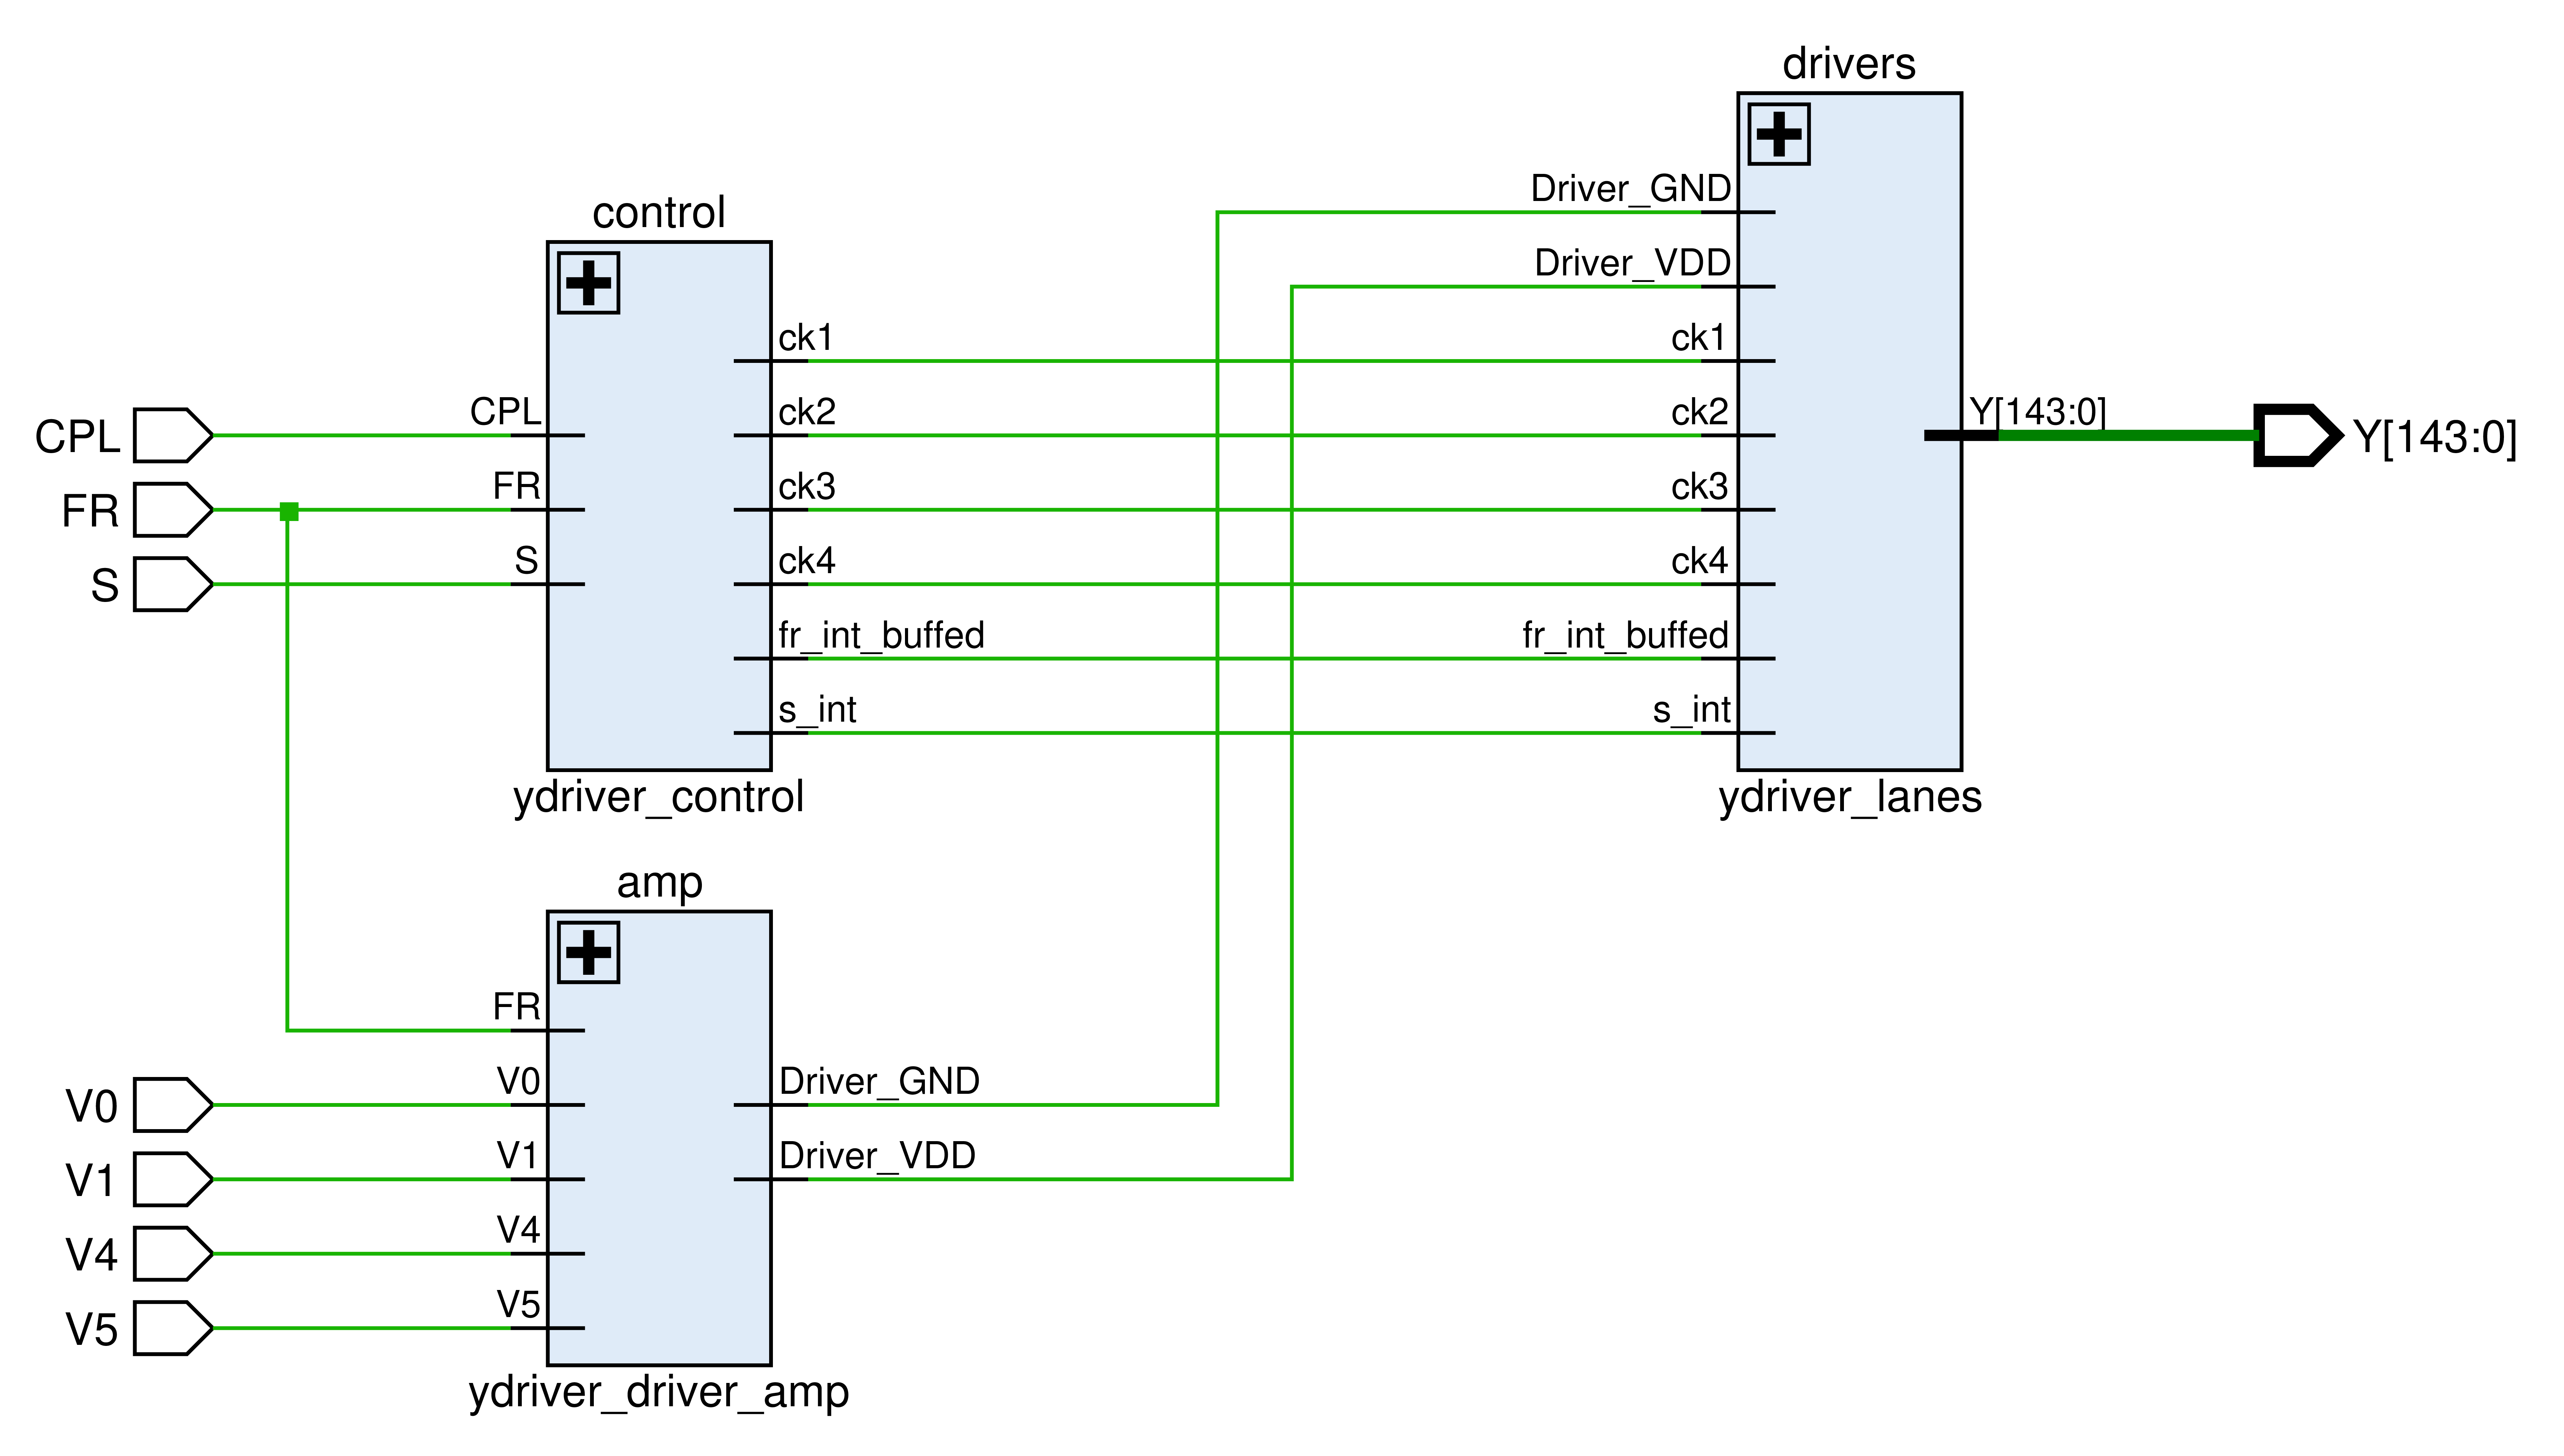 drivers
Driver_GND
Driver_VDD
ck1
ck2
ck3
ck4
fr_int_buffed
s_int
Y[143:0]
Y[143:0]
ydriver_lanes
control
CPL
FR
S
CPL
FR
S
ck1
ck2
ck3
ck4
fr_int_buffed
s_int
ydriver_control
amp
FR
V0
V1
V4
V5
V0
V1
V4
V5
Driver_GND
Driver_VDD
ydriver_driver_amp